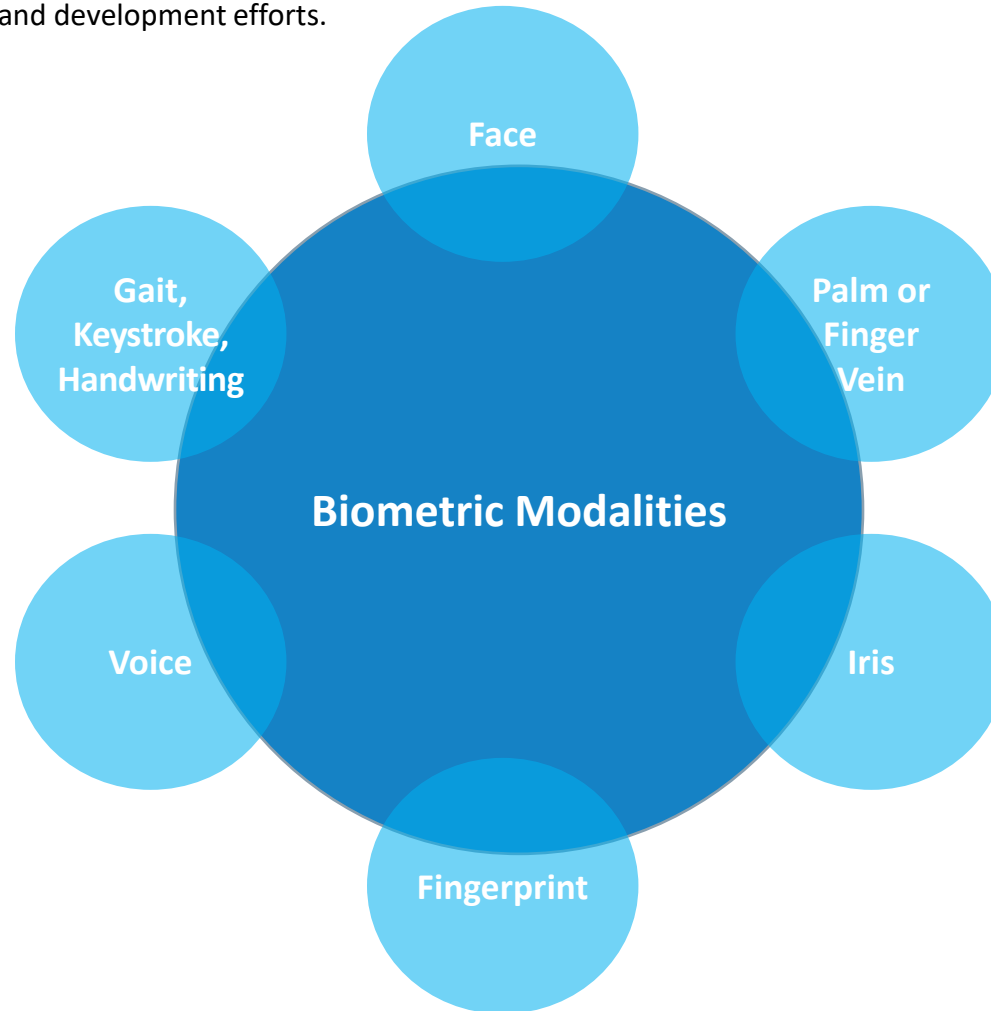 and development efforts.
Face
Gait,
Keystroke,
Handwriting
Palm or
Finger
Vein
Biometric Modalities
Voice
Iris
Fingerprint